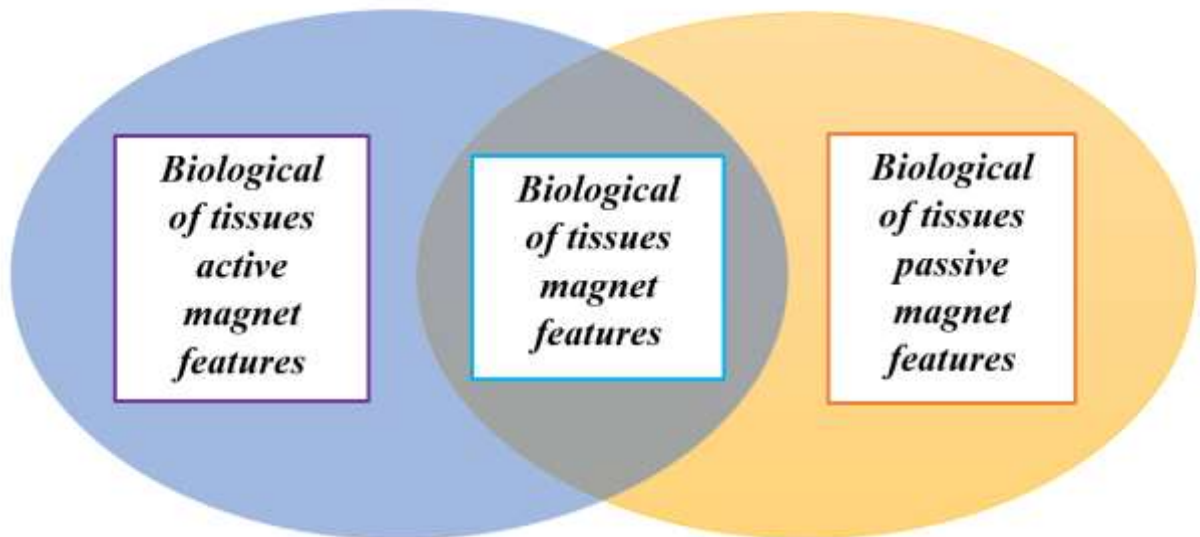 Biological
of tissues
active
magnet
features
Biological
of tissues
magnet
features
Biological
of tissues
passive
magnet
features